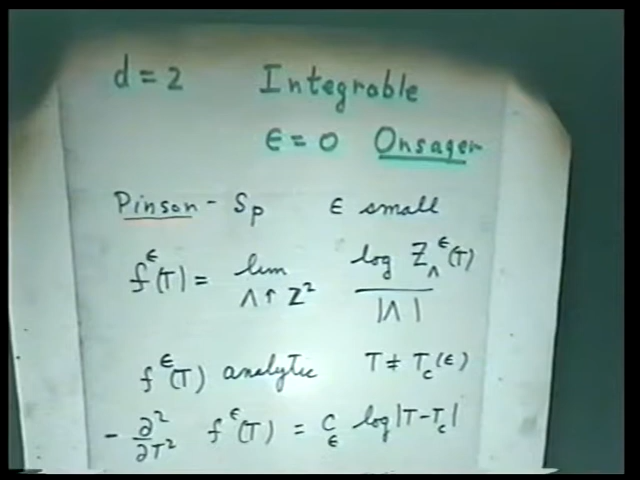 d = 2 Integrable
ϵ = 0 Onsager
Pinson - Sp ϵ small
f^ϵ(T) = lim_{Λ↑Z²} log Z_Λ^ϵ(T) / |Λ|
f^ϵ(T) analytic T ≠ T_c(ϵ)
- ∂²/∂T² f^ϵ(T) = C_ϵ log|T-T_c|